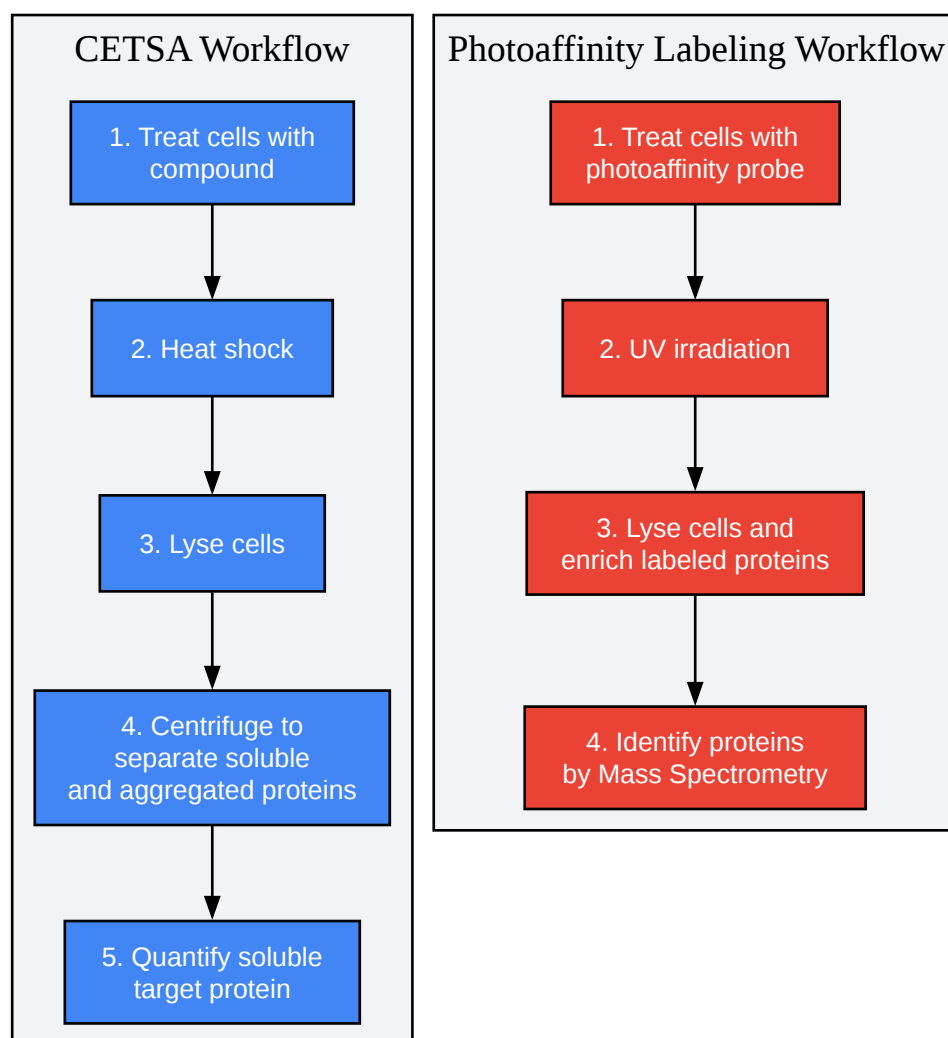 CETSA Workflow
1. Treat cells with
compound
2. Heat shock
3. Lyse cells
4. Centrifuge to
separate soluble
and aggregated proteins
5. Quantify soluble
target protein
Photoaffinity Labeling Workflow
1. Treat cells with
photoaffinity probe
2. UV irradiation
3. Lyse cells and
enrich labeled proteins
4. Identify proteins
by Mass Spectrometry